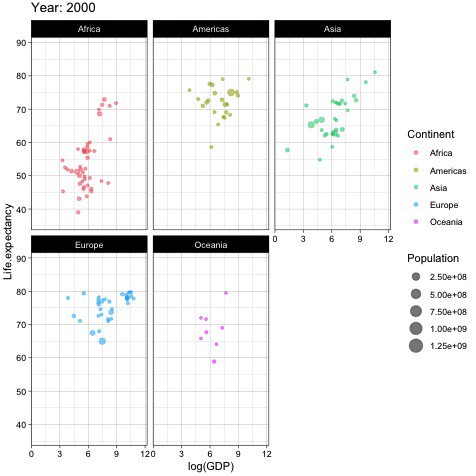 Year: 2000
Africa
Americas
Asia
90
80
70
60
50
40
Life.expectancy
Europe
Oceania
0 3 6 9 12
90
80
70
60
50
40
0 3 6 9 12
0 3 6 9 12
log(GDP)
Continent
Africa
Americas
Asia
Europe
Oceania
Population
2.50e+08
5.00e+08
7.50e+08
1.00e+09
1.25e+09